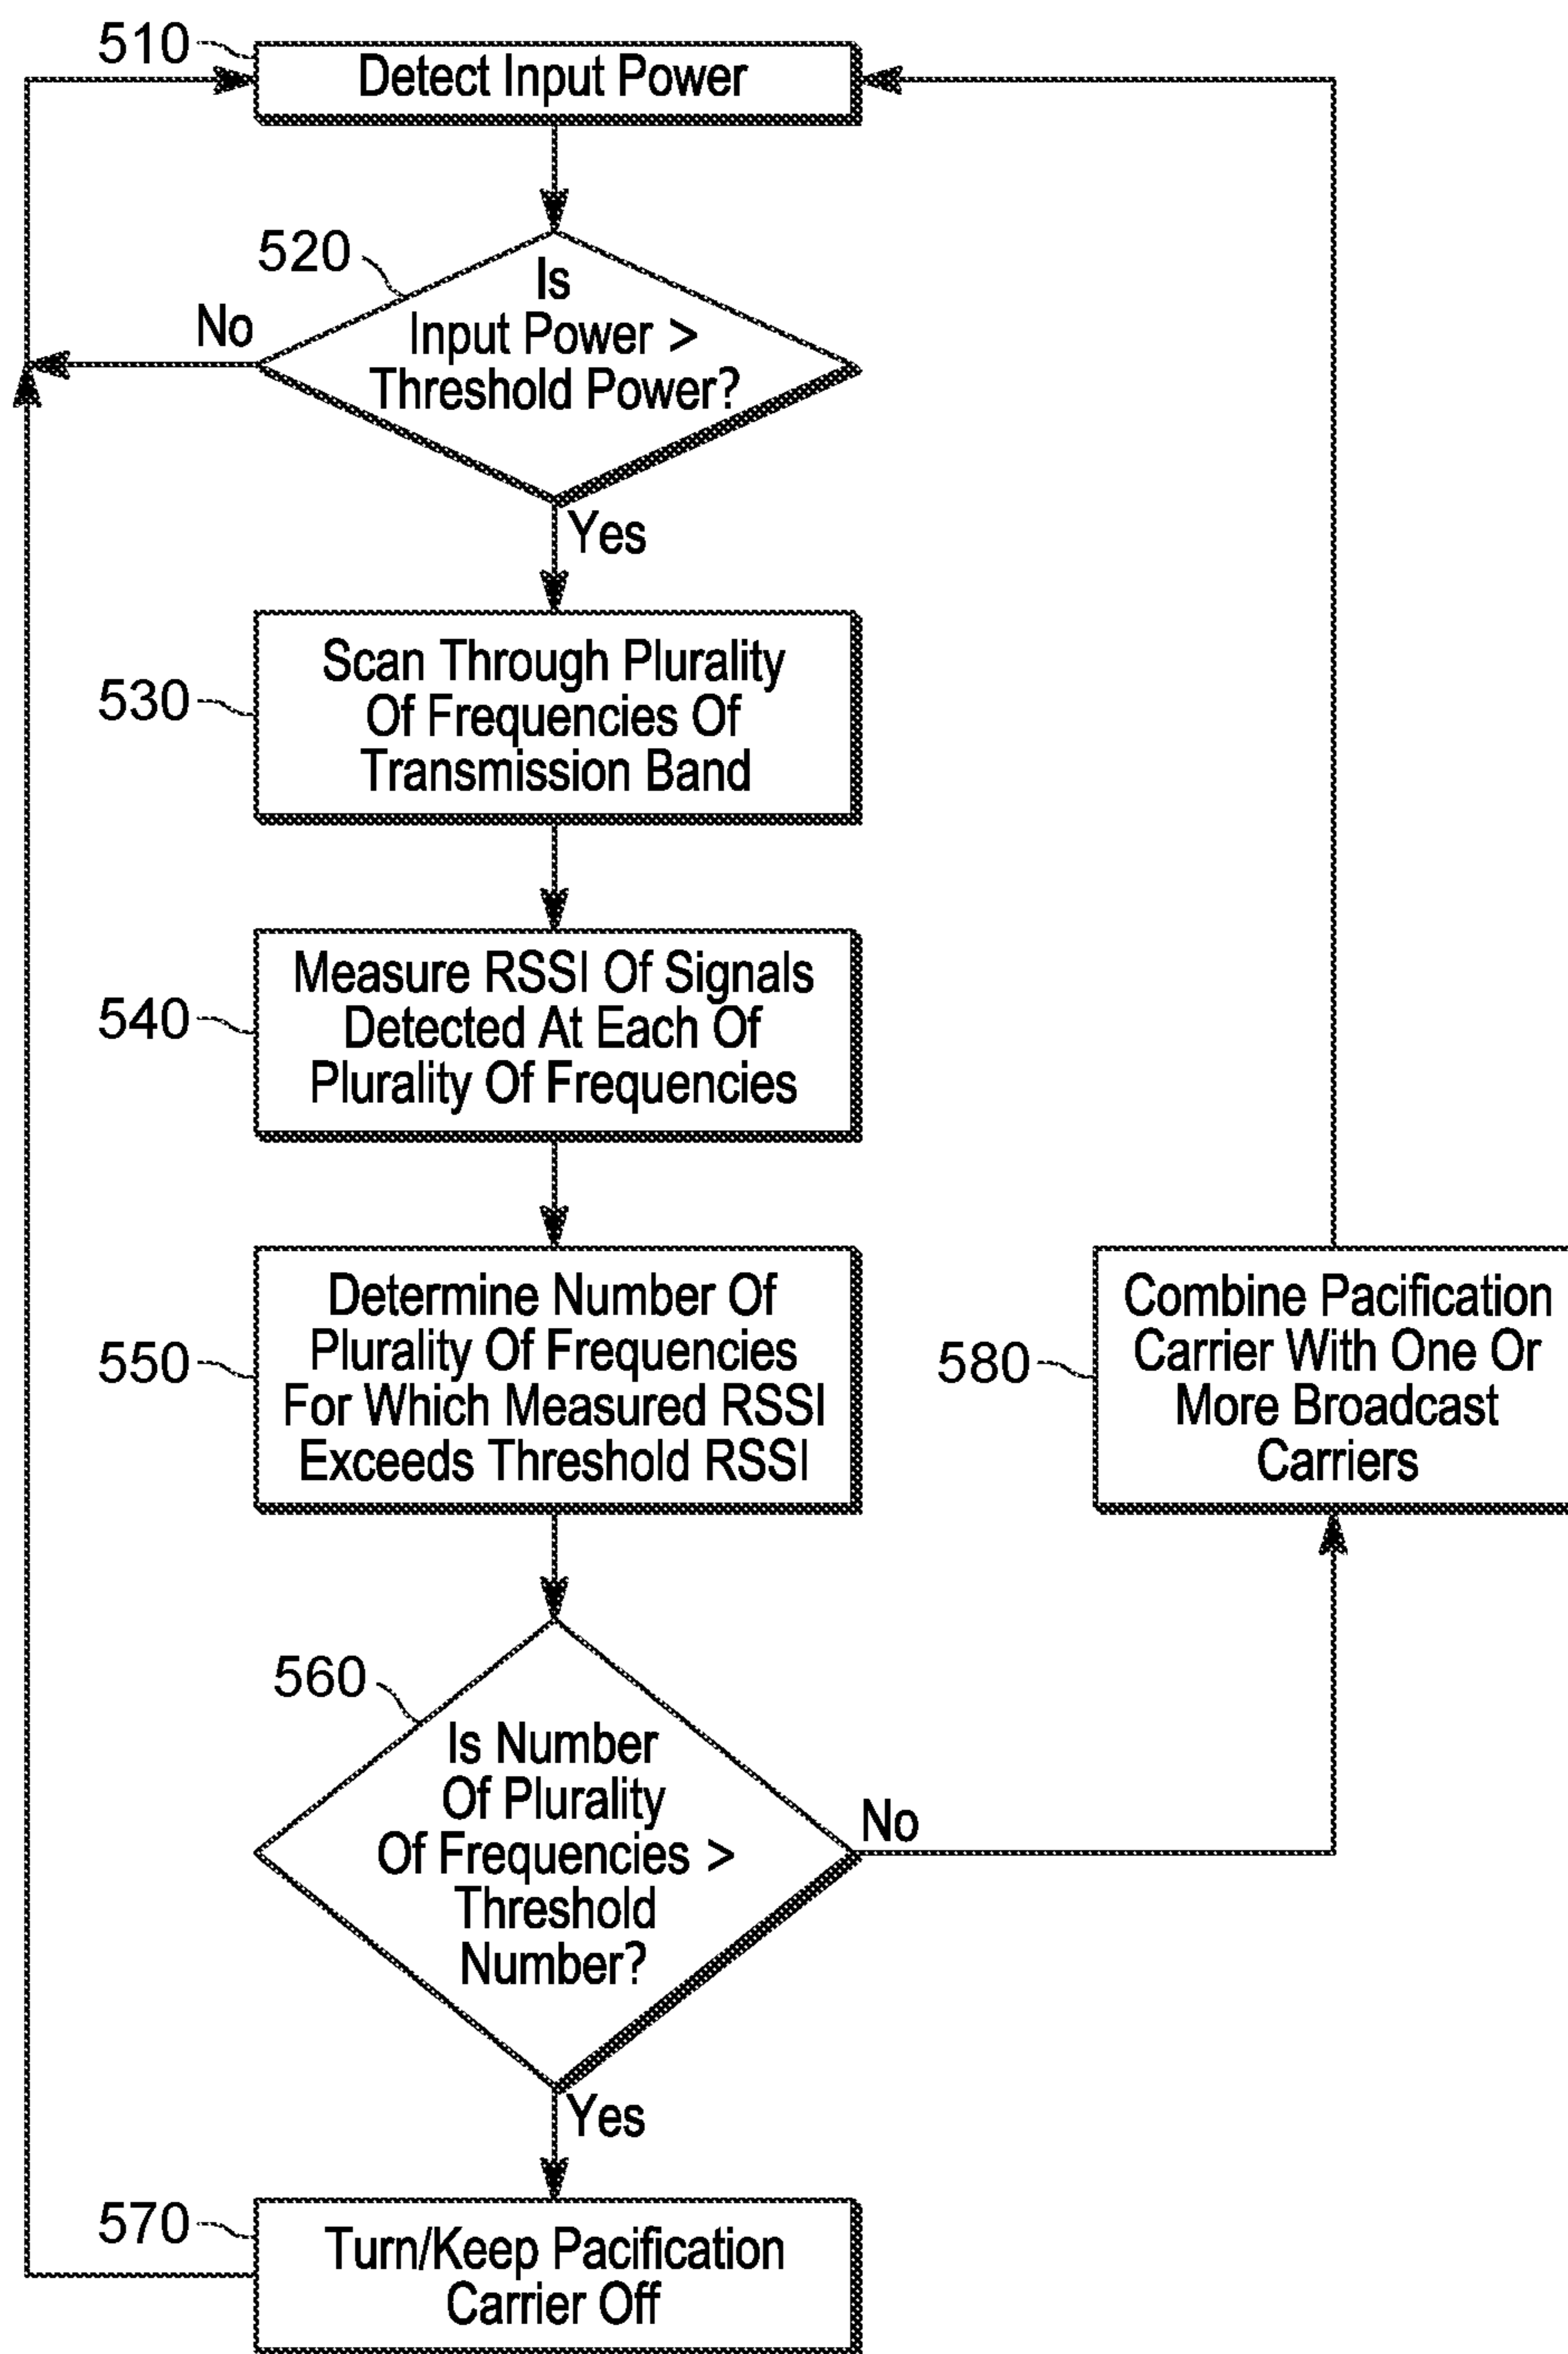 510
Detect Input Power
520
Is
Input Power >
Threshold Power?
No
Yes
530
Scan Through Plurality
Of Frequencies Of
Transmission Band
540
Measure RSSI Of Signals
Detected At Each Of
Plurality Of Frequencies
550
Determine Number Of
Plurality Of Frequencies
For Which Measured RSSI
Exceeds Threshold RSSI
580
Combine Pacification
Carrier With One Or
More Broadcast
Carriers
560
Is Number
Of Plurality
Of Frequencies >
Threshold
Number?
No
Yes
570
Turn/Keep Pacification
Carrier Off